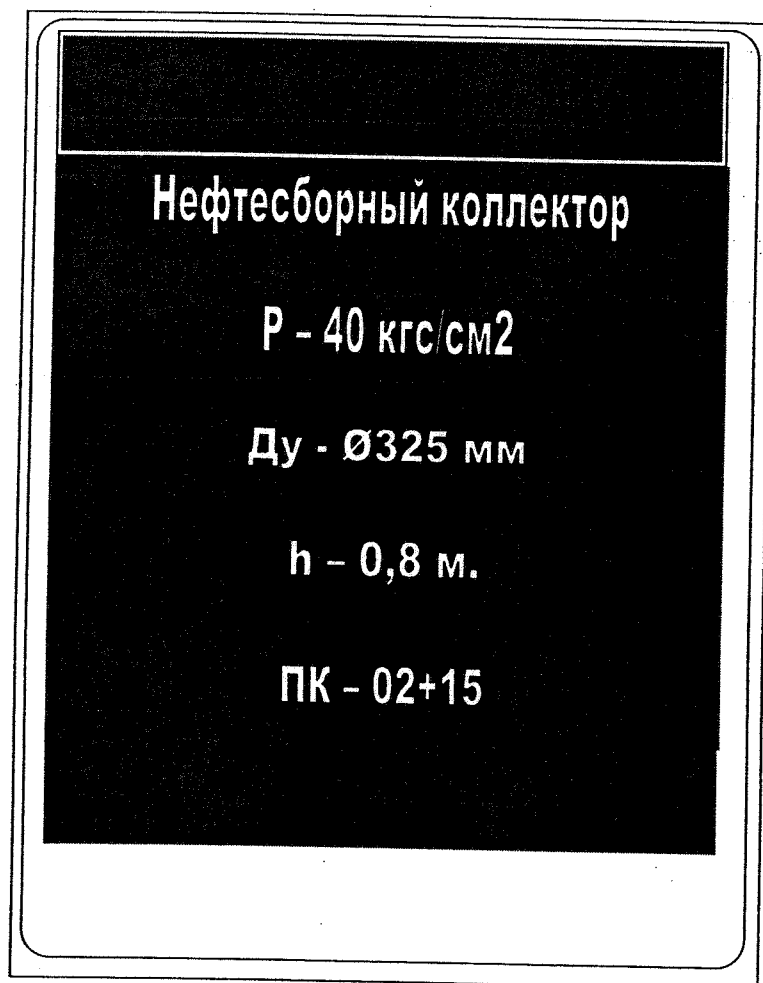 Нефтесборный коллектор
Р – 40 кгс/см2
Ду - Ø325 мм
h – 0,8 м.
ПК – 02+15